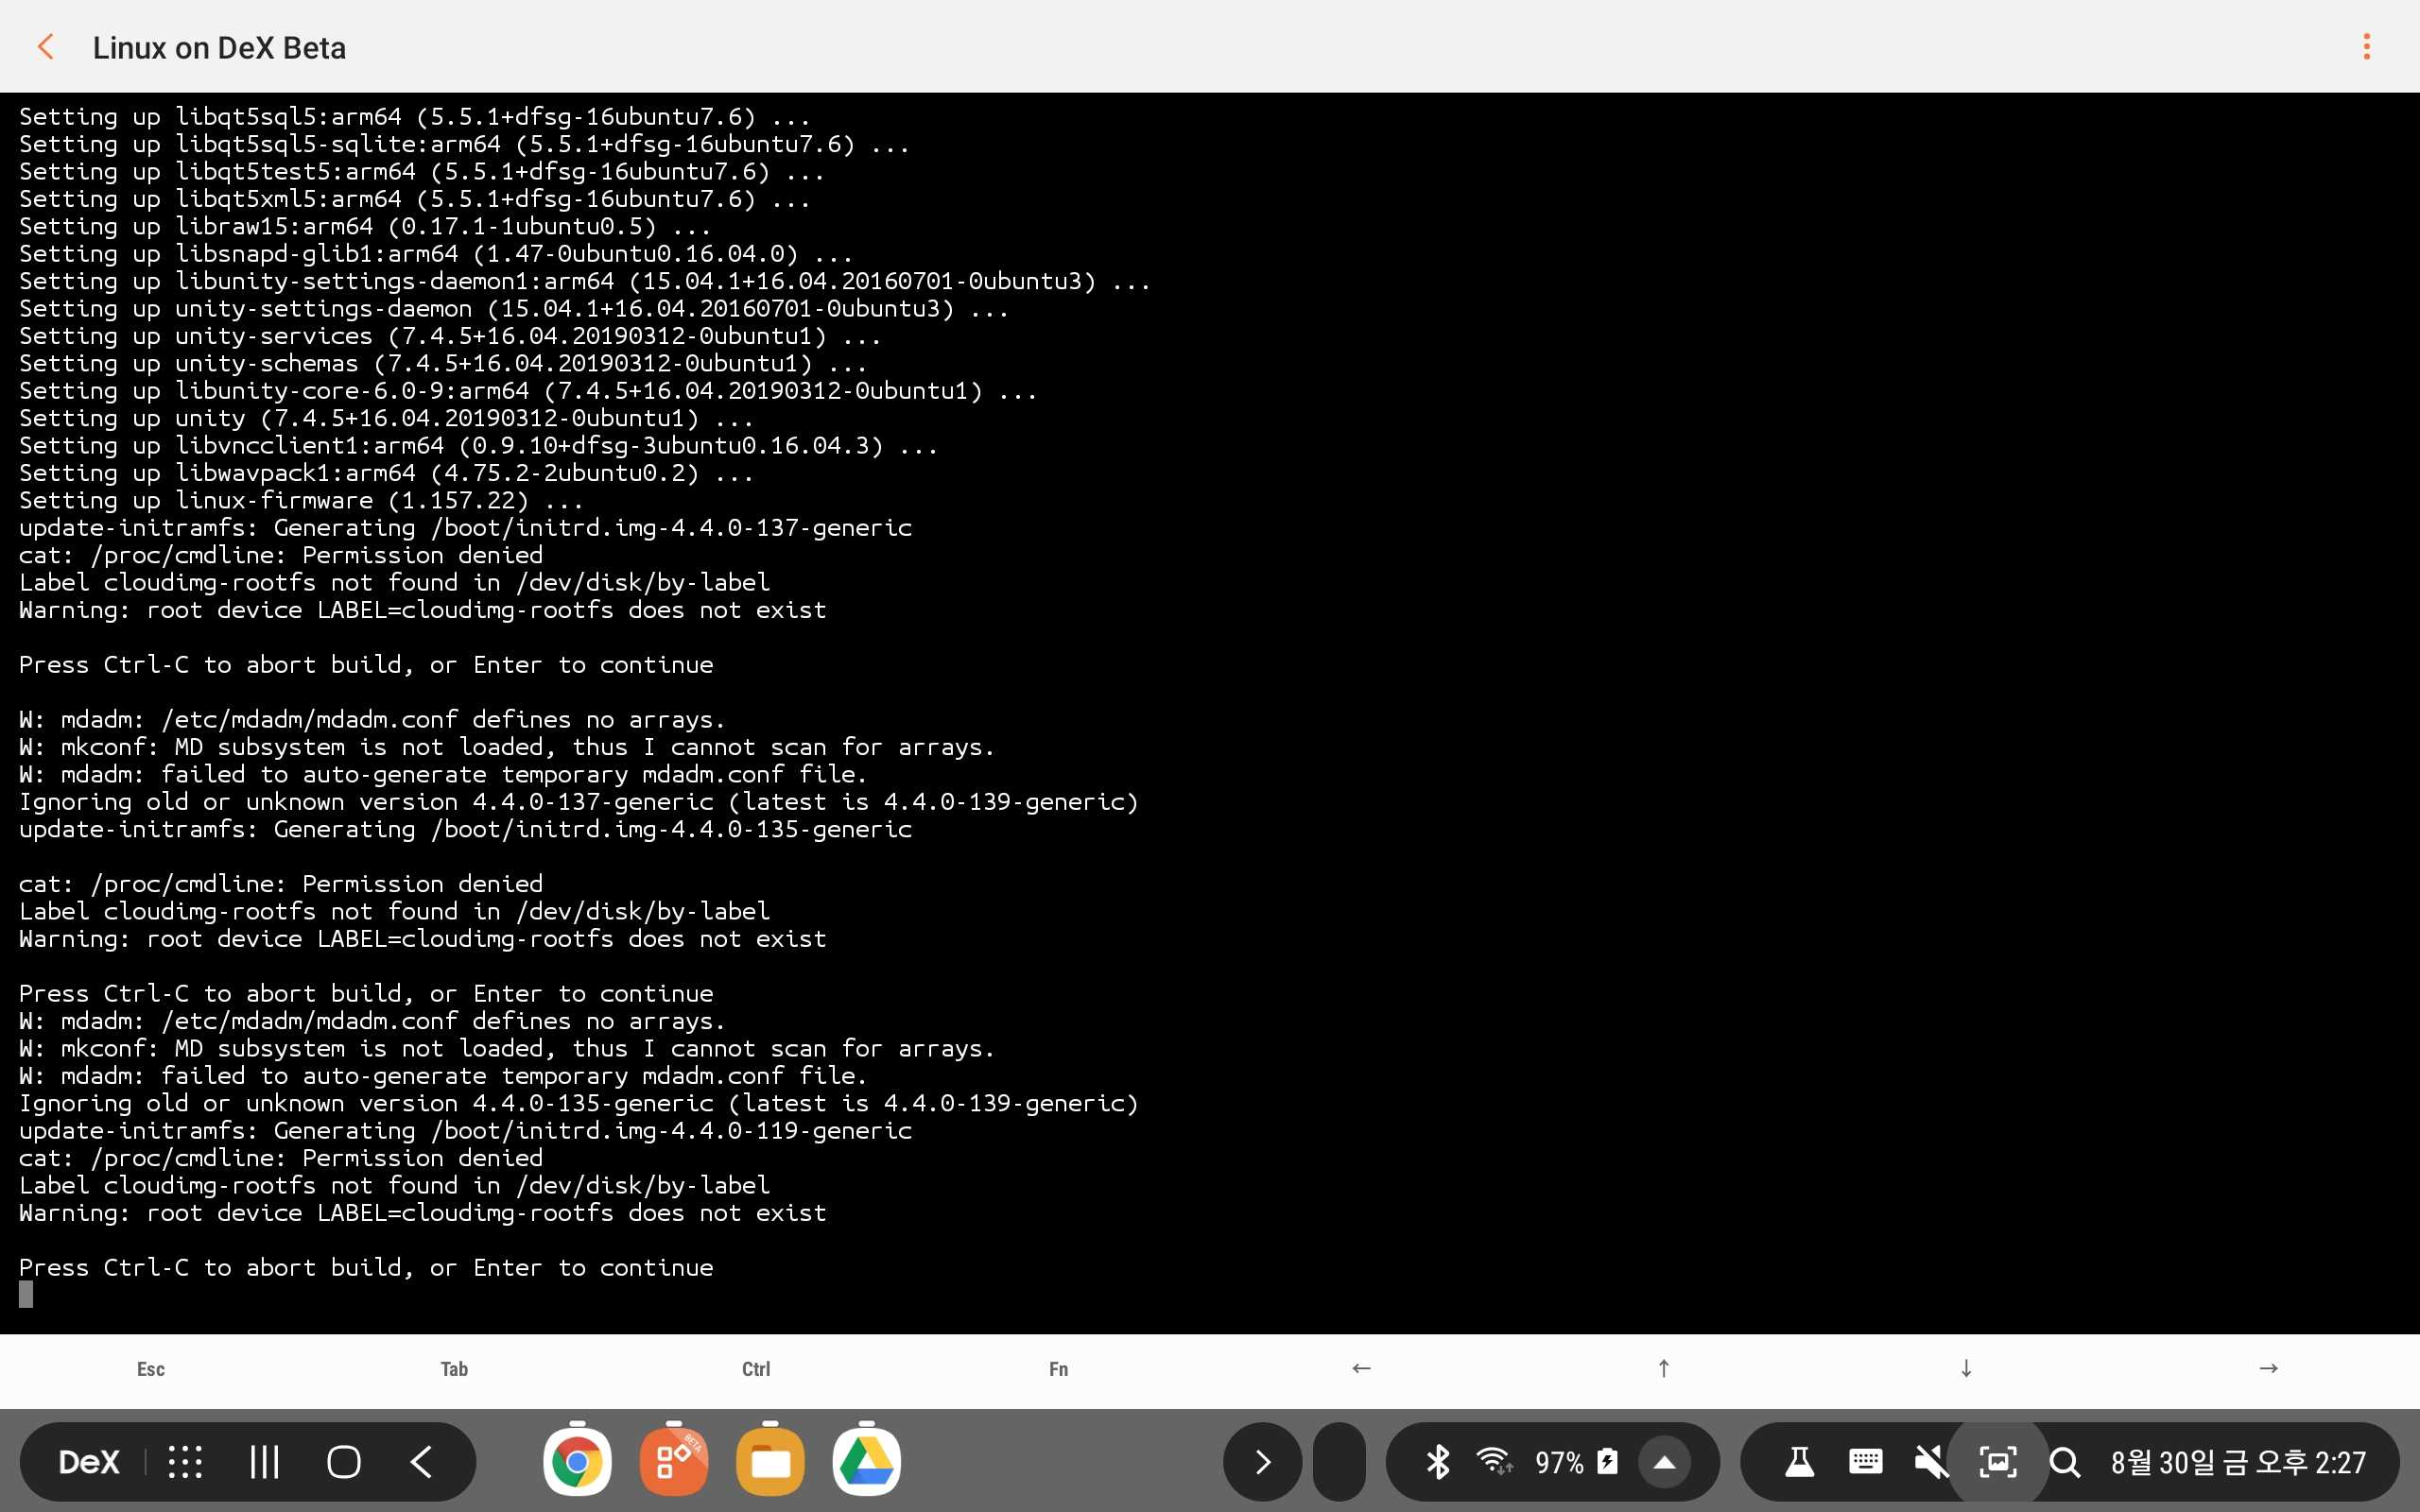 Linux on DeX Beta
Setting up libqt5sql5:arm64 (5.5.1+dfsg-16ubuntu7.6) ...
Setting up libqt5sql5-sqlite:arm64 (5.5.1+dfsg-16ubuntu7.6) ...
Setting up libqt5test5:arm64 (5.5.1+dfsg-16ubuntu7.6) ...
Setting up libqt5xml5:arm64 (5.5.1+dfsg-16ubuntu7.6) ...
Setting up libraw15:arm64 (0.17.1-1ubuntu0.5) ...
Setting up libsnapd-glib1:arm64 (1.47-0ubuntu0.16.04.0) ...
Setting up libunity-settings-daemon1:arm64 (15.04.1+16.04.20160701-0ubuntu3) ...
Setting up unity-settings-daemon (15.04.1+16.04.20160701-0ubuntu3) ...
Setting up unity-services (7.4.5+16.04.20190312-0ubuntu1) ...
Setting up unity-schemas (7.4.5+16.04.20190312-0ubuntu1) ...
Setting up libunity-core-6.0-9:arm64 (7.4.5+16.04.20190312-0ubuntu1) ...
Setting up unity (7.4.5+16.04.20190312-0ubuntu1) ...
Setting up libvncclient1:arm64 (0.9.10+dfsg-3ubuntu0.16.04.3) ...
Setting up libwavpack1:arm64 (4.75.2-2ubuntu0.2) ...
Setting up linux-firmware (1.157.22) ...
update-initramfs: Generating /boot/initrd.img-4.4.0-137-generic
cat: /proc/cmdline: Permission denied
Label cloudimg-rootfs not found in /dev/disk/by-label
Warning: root device LABEL=cloudimg-rootfs does not exist
Press Ctrl-C to abort build, or Enter to continue
W: mdadm: /etc/mdadm/mdadm.conf defines no arrays.
W: mkconf: MD subsystem is not loaded, thus I cannot scan for arrays.
W: mdadm: failed to auto-generate temporary mdadm.conf file.
Ignoring old or unknown version 4.4.0-137-generic (latest is 4.4.0-139-generic)
update-initramfs: Generating /boot/initrd.img-4.4.0-135-generic
cat: /proc/cmdline: Permission denied
Label cloudimg-rootfs not found in /dev/disk/by-label
Warning: root device LABEL=cloudimg-rootfs does not exist
Press Ctrl-C to abort build, or Enter to continue
W: mdadm: /etc/mdadm/mdadm.conf defines no arrays.
W: mkconf: MD subsystem is not loaded, thus I cannot scan for arrays.
W: mdadm: failed to auto-generate temporary mdadm.conf file.
Ignoring old or unknown version 4.4.0-135-generic (latest is 4.4.0-139-generic)
update-initramfs: Generating /boot/initrd.img-4.4.0-119-generic
cat: /proc/cmdline: Permission denied
Label cloudimg-rootfs not found in /dev/disk/by-label
Warning: root device LABEL=cloudimg-rootfs does not exist
Press Ctrl-C to abort build, or Enter to continue
Esc Tab Ctrl Fn ← ↑ ↓ →
DeX BETA 97% 8월 30일 금 오후 2:27